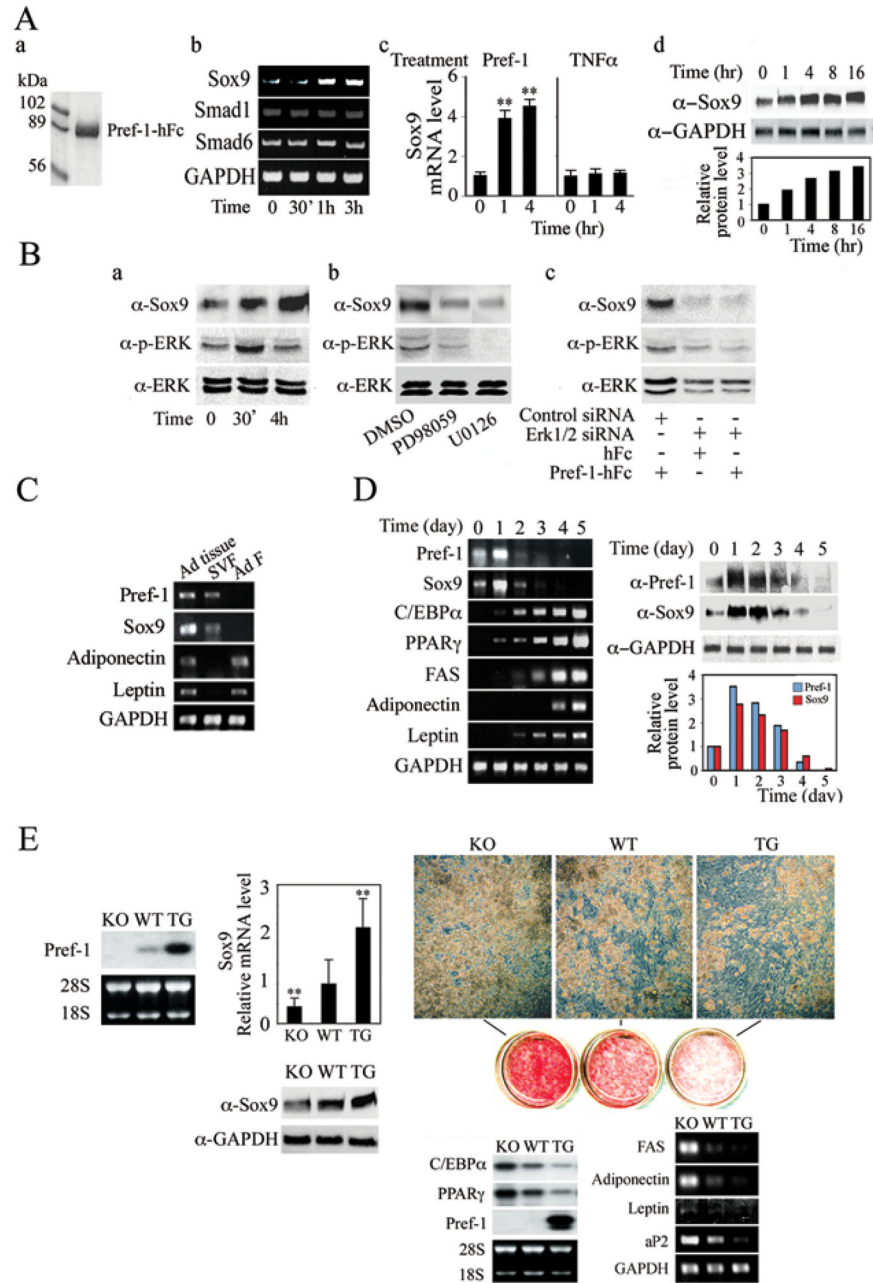 A
a
kDa
102
89
56
Pref-1-hFc
b
Sox9
Smad1
Smad6
GAPDH
Time 0 30' 1h 3h
c
Treatment Pref-1 TNFα
Sox9
mRNA level
6
4
2
0
** **
0 1 4 0 1 4
Time (hr)
d
Time (hr) 0 1 4 8 16
α-Sox9
α-GAPDH
Relative
protein level
4
3
2
1
0
0 1 4 8 16
Time (hr)
B
a
α-Sox9
α-p-ERK
α-ERK
Time 0 30' 4h
b
α-Sox9
α-p-ERK
α-ERK
DMSO
PD98059
U0126
c
α-Sox9
α-p-ERK
α-ERK
Control siRNA + - -
Erk1/2 siRNA - + +
hFc - + -
Pref-1-hFc + - +
C
Ad tissue
SVF
Ad F
Pref-1
Sox9
Adiponectin
Leptin
GAPDH
D
Time (day) 0 1 2 3 4 5
Pref-1
Sox9
C/EBPα
PPARγ
FAS
Adiponectin
Leptin
GAPDH
Time (day) 0 1 2 3 4 5
α-Pref-1
α-Sox9
α-GAPDH
Relative
protein level
4
3
2
1
0
Pref-1
Sox9
0 1 2 3 4 5
Time (day)
E
KO WT TG
Pref-1
28S
18S
Sox9
Relative mRNA level
3
2
1
0
**
**
KO WT TG
KO WT TG
α-Sox9
α-GAPDH
KO WT TG
KO WT TG
C/EBPα
PPARγ
Pref-1
28S
18S
KO WT TG
FAS
Adiponectin
Leptin
aP2
GAPDH